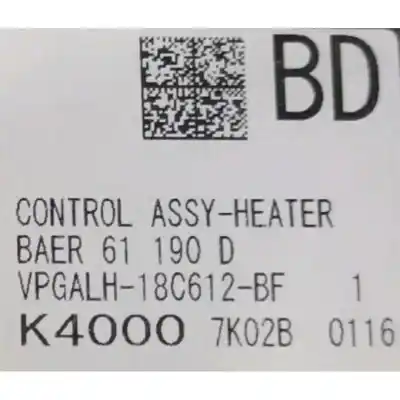 BD
CONTROL ASSY-HEATER
BAER 61 190 D
VPGALH-18C612-BF 1
K4000 7K02B 0116